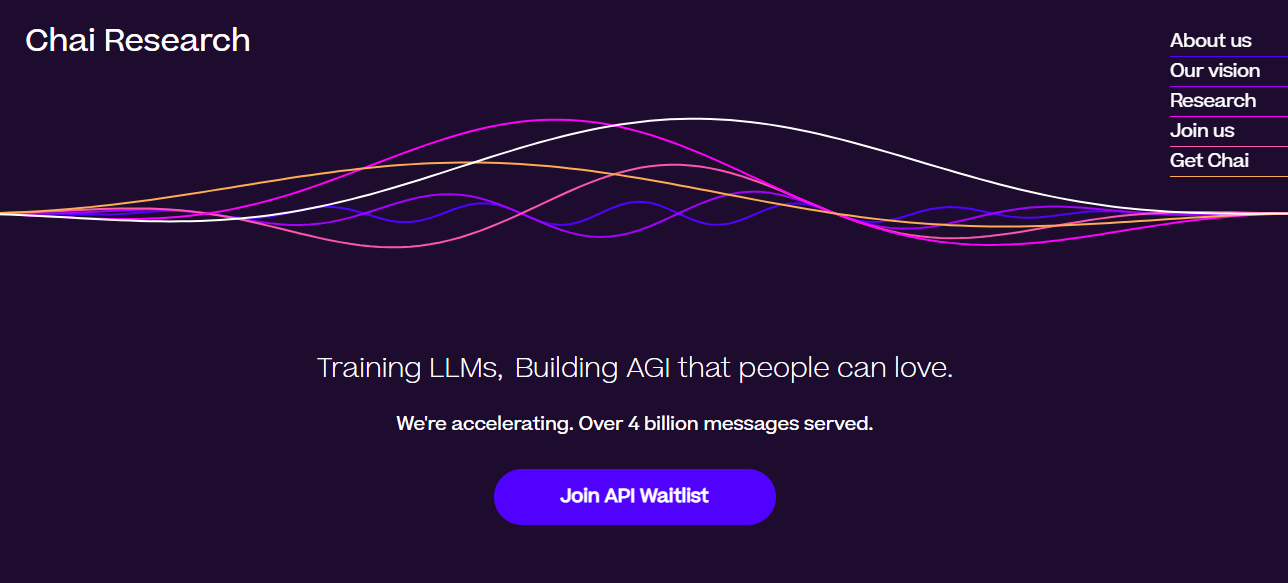 Chai Research
About us
Our vision
Research
Join us
Get Chai
Training LLMs, Building AGI that people can love.
We're accelerating. Over 4 billion messages served.
Join API Waitlist